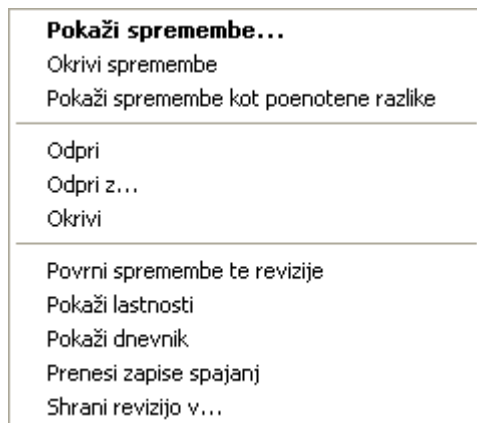 Pokaži spremembe...
Okrivi spremembe
Pokaži spremembe kot poenotene razlike
Odpri
Odpri z...
Okrivi
Povrni spremembe te revizije
Pokaži lastnosti
Pokaži dnevnik
Prenesi zapise spajanj
Shrani revizijo v...